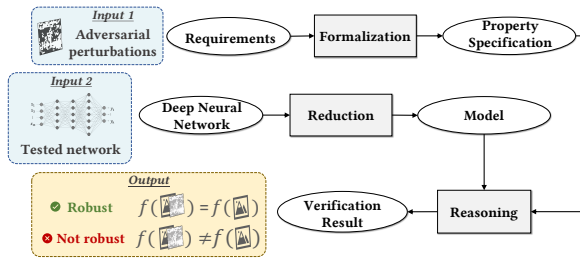 Input 1
Adversarial
perturbations
Requirements
Formalization
Property
Specification
Input 2
Tested network
Deep Neural
Network
Reduction
Model
Output
Robust f( ) = f( )
Not robust f( ) ≠ f( )
Verification
Result
Reasoning